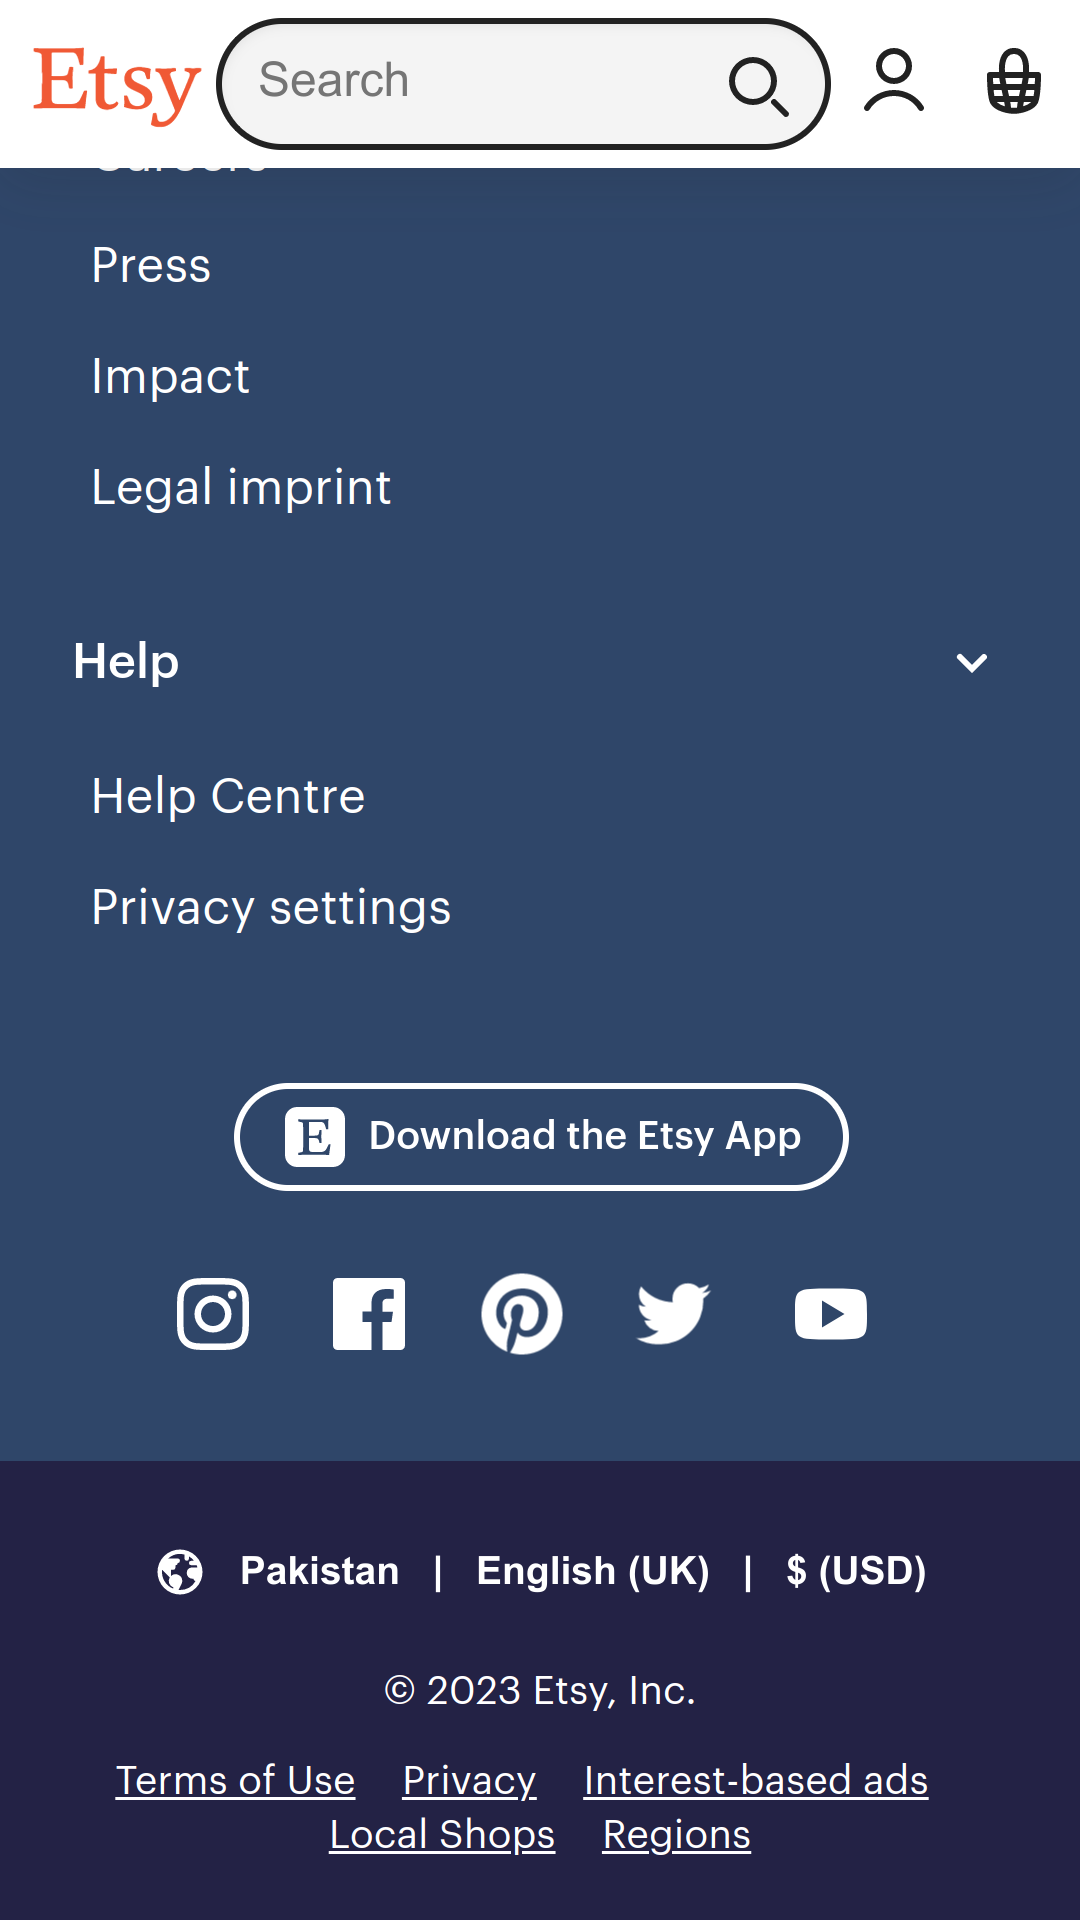 Etsy
Search
Press
Impact
Legal imprint
Help
Help Centre
Privacy settings
E Download the Etsy App
Pakistan | English (UK) | $ (USD)
© 2023 Etsy, Inc.
Terms of Use Privacy Interest-based ads
Local Shops Regions